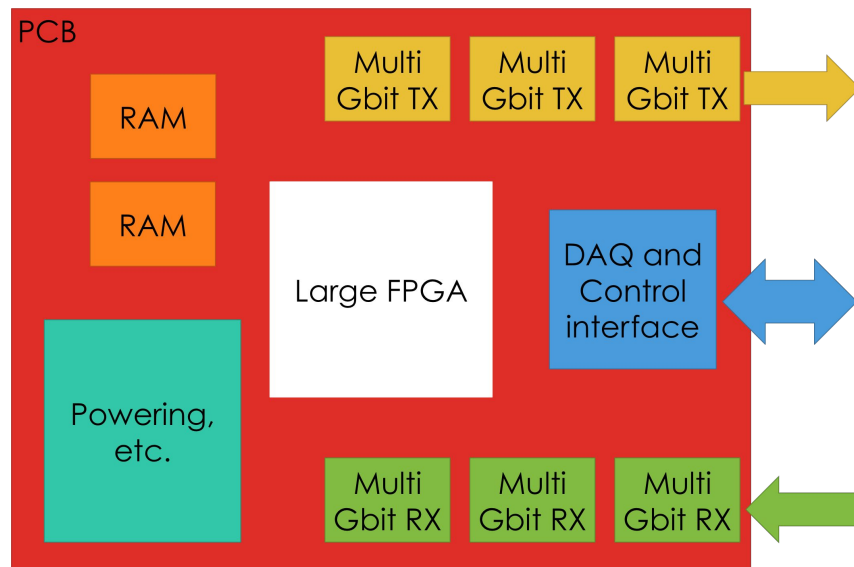 PCB
Multi
Gbit TX
Multi
Gbit TX
Multi
Gbit TX
RAM
RAM
Large FPGA
DAQ and
Control
interface
Powering,
etc.
Multi
Gbit RX
Multi
Gbit RX
Multi
Gbit RX